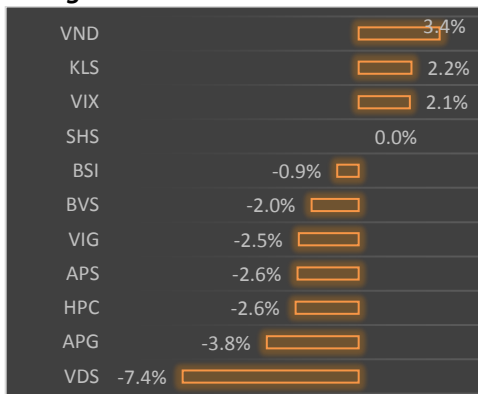 VND 3.4%
KLS 2.2%
VIX 2.1%
SHS 0.0%
BSI -0.9%
BVS -2.0%
VIG -2.5%
APS -2.6%
HPC -2.6%
APG -3.8%
VDS -7.4%